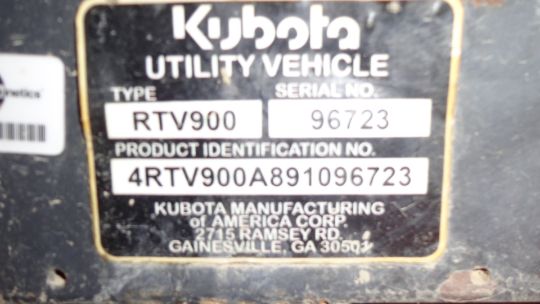 Kubota
UTILITY VEHICLE
TYPE SERIAL NO.
RTV900 96723
PRODUCT IDENTIFICATION NO.
4RTV900A891096723
KUBOTA MANUFACTURING
of AMERICA CORP.
2715 RAMSEY RD.
GAINESVILLE, GA 30501